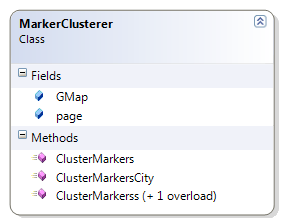 MarkerClusterer
Class
Fields
GMap
page
Methods
ClusterMarkers
ClusterMarkersCity
ClusterMarkerss (+ 1 overload)